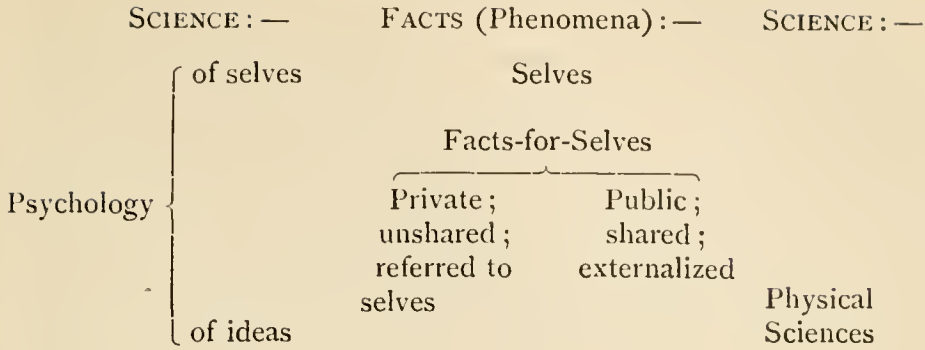 SCIENCE : — FACTS (Phenomena) : — SCIENCE : —
of selves Selves
Facts-for-Selves
Psychology Private ; Public ;
unshared ; shared ;
referred to externalized
selves
Physical
of ideas Sciences